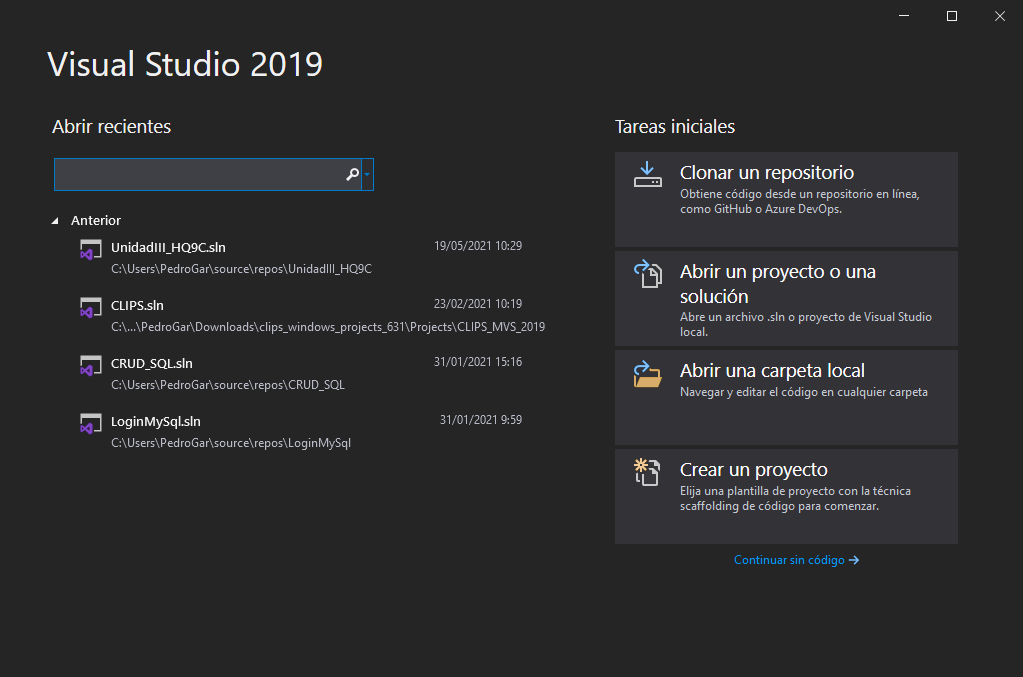 Visual Studio 2019
Abrir recientes
Anterior
UnidadIII_HQ9C.sln 19/05/2021 10:29
C:\Users\PedroGar\source\repos\UnidadIII_HQ9C
CLIPS.sln 23/02/2021 10:19
C:\...\PedroGar\Downloads\clips_windows_projects_631\Projects\CLIPS_MVS_2019
CRUD_SQL.sln 31/01/2021 15:16
C:\Users\PedroGar\source\repos\CRUD_SQL
LoginMySql.sln 31/01/2021 9:59
C:\Users\PedroGar\source\repos\LoginMySql
Tareas iniciales
Clonar un repositorio
Obtiene código desde un repositorio en línea,
como GitHub o Azure DevOps.
Abrir un proyecto o una
solución
Abre un archivo .sln o proyecto de Visual Studio
local.
Abrir una carpeta local
Navegar y editar el código en cualquier carpeta
Crear un proyecto
Elija una plantilla de proyecto con la técnica
scaffolding de código para comenzar.
Continuar sin código →